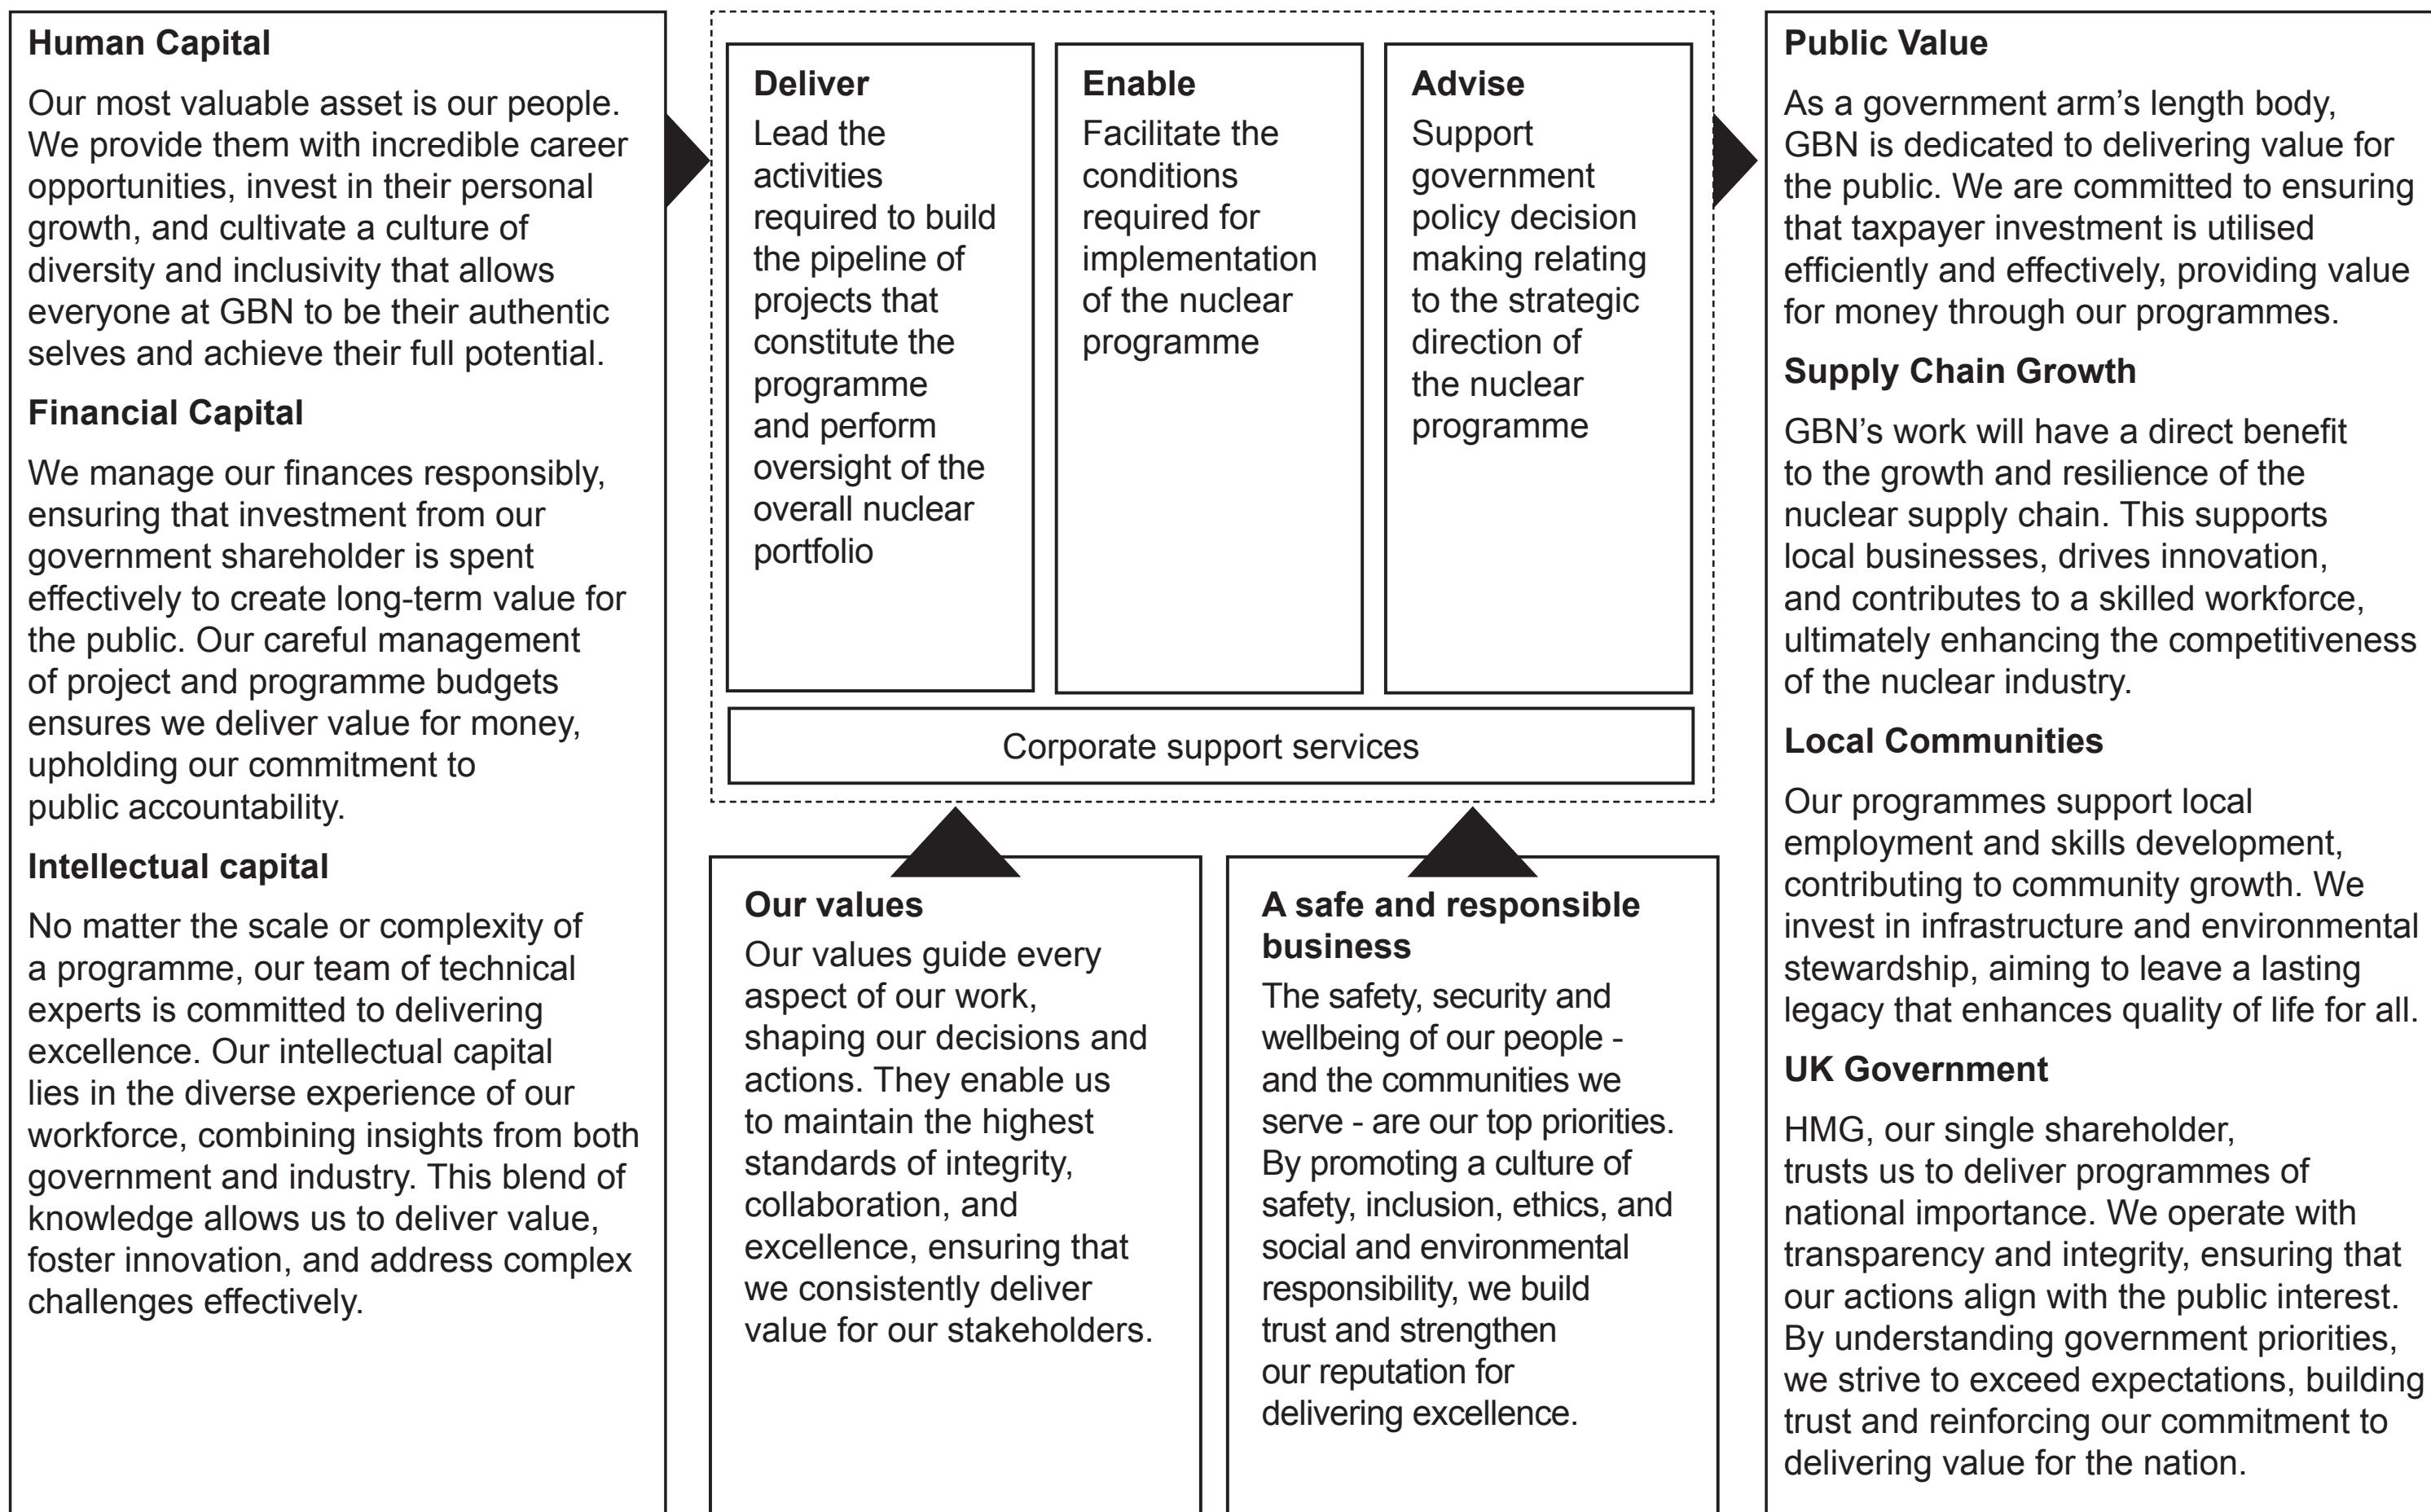 Human Capital
Our most valuable asset is our people.
We provide them with incredible career
opportunities, invest in their personal
growth, and cultivate a culture of
diversity and inclusivity that allows
everyone at GBN to be their authentic
selves and achieve their full potential.
Financial Capital
We manage our finances responsibly,
ensuring that investment from our
government shareholder is spent
effectively to create long-term value for
the public. Our careful management
of project and programme budgets
ensures we deliver value for money,
upholding our commitment to
public accountability.
Intellectual capital
No matter the scale or complexity of
a programme, our team of technical
experts is committed to delivering
excellence. Our intellectual capital
lies in the diverse experience of our
workforce, combining insights from both
government and industry. This blend of
knowledge allows us to deliver value,
foster innovation, and address complex
challenges effectively.
Deliver
Lead the
activities
required to build
the pipeline of
projects that
constitute the
programme
and perform
oversight of the
overall nuclear
portfolio
Enable
Facilitate the
conditions
required for
implementation
of the nuclear
programme
Advise
Support
government
policy decision
making relating
to the strategic
direction of
the nuclear
programme
Corporate support services
Our values
Our values guide every
aspect of our work,
shaping our decisions and
actions. They enable us
to maintain the highest
standards of integrity,
collaboration, and
excellence, ensuring that
we consistently deliver
value for our stakeholders.
A safe and responsible
business
The safety, security and
wellbeing of our people -
and the communities we
serve - are our top priorities.
By promoting a culture of
safety, inclusion, ethics, and
social and environmental
responsibility, we build
trust and strengthen
our reputation for
delivering excellence.
Public Value
As a government arm’s length body,
GBN is dedicated to delivering value for
the public. We are committed to ensuring
that taxpayer investment is utilised
efficiently and effectively, providing value
for money through our programmes.
Supply Chain Growth
GBN’s work will have a direct benefit
to the growth and resilience of the
nuclear supply chain. This supports
local businesses, drives innovation,
and contributes to a skilled workforce,
ultimately enhancing the competitiveness
of the nuclear industry.
Local Communities
Our programmes support local
employment and skills development,
contributing to community growth. We
invest in infrastructure and environmental
stewardship, aiming to leave a lasting
legacy that enhances quality of life for all.
UK Government
HMG, our single shareholder,
trusts us to deliver programmes of
national importance. We operate with
transparency and integrity, ensuring that
our actions align with the public interest.
By understanding government priorities,
we strive to exceed expectations, building
trust and reinforcing our commitment to
delivering value for the nation.